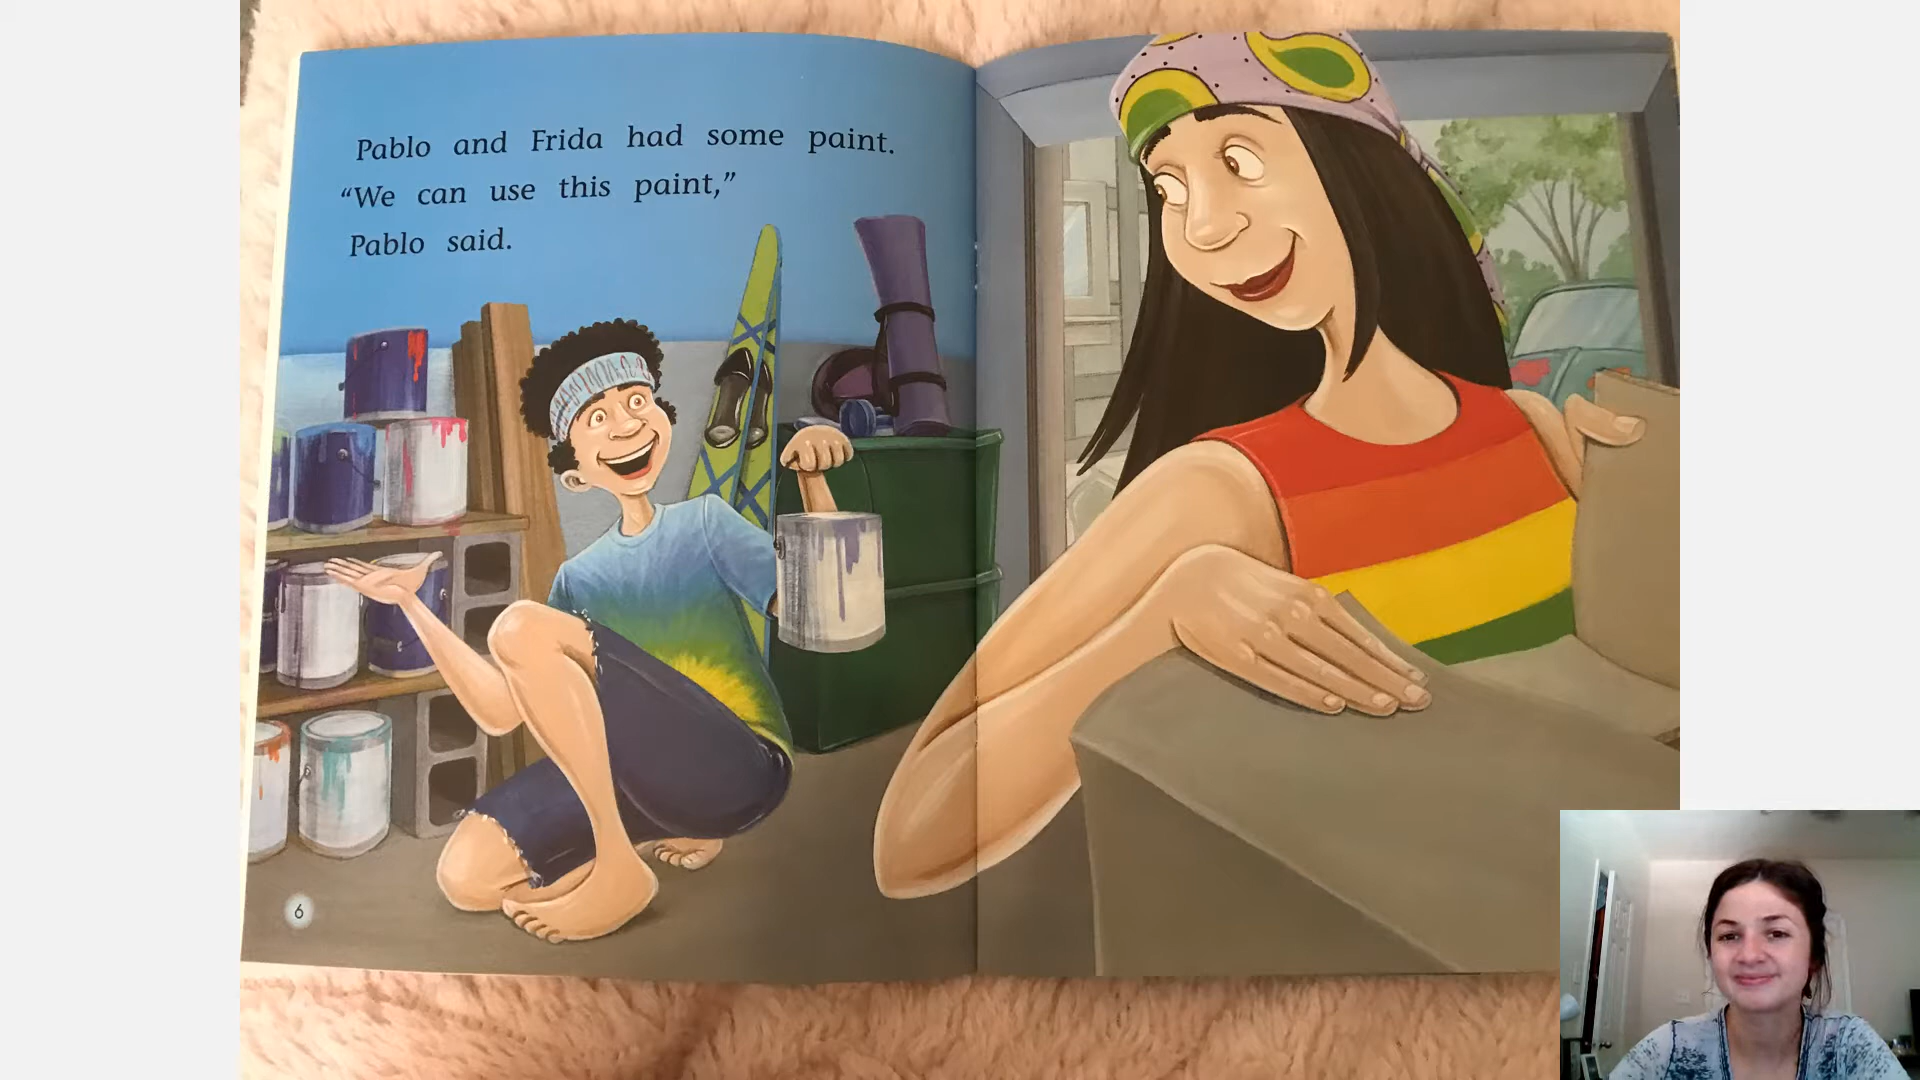 Pablo and Frida had some paint.
“We can use this paint,”
Pablo said.
6